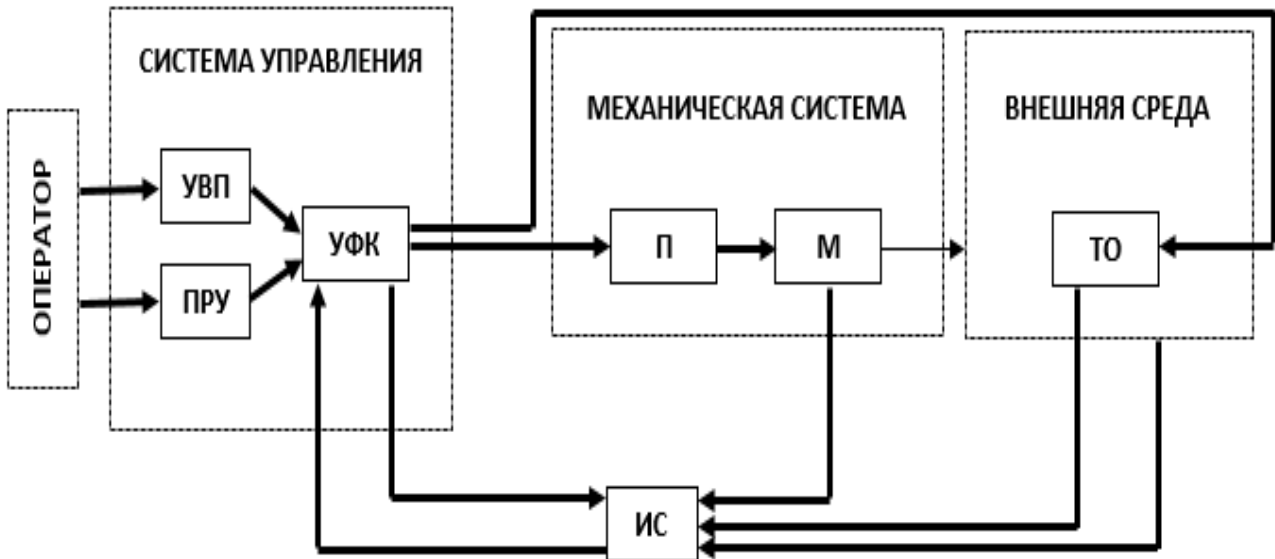 СИСТЕМА УПРАВЛЕНИЯ
МЕХАНИЧЕСКАЯ СИСТЕМА
ВНЕШНЯЯ СРЕДА
ОПЕРАТОР
УВП
ПРУ
УФК
П
М
ТО
ИС